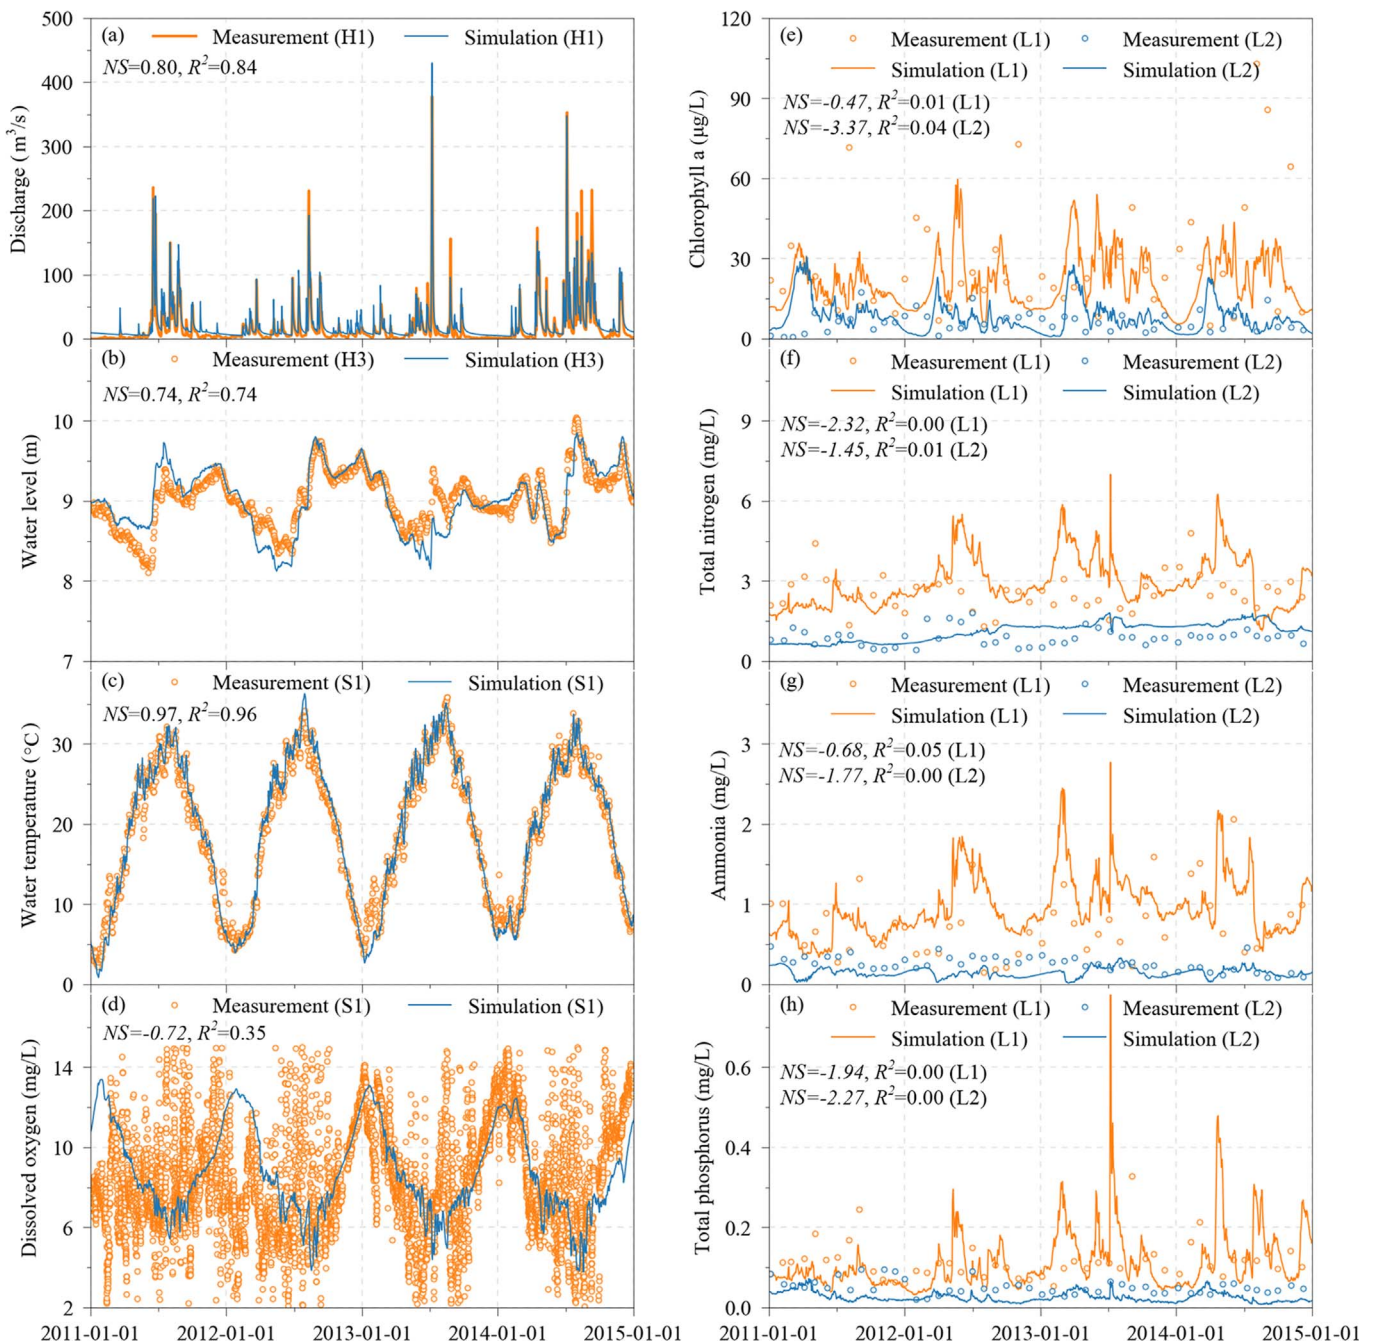 (a) Measurement (H1) Simulation (H1)
NS=0.80, R²=0.84
Discharge (m³/s)
500
400
300
200
100
0
(b) Measurement (H3) Simulation (H3)
NS=0.74, R²=0.74
Water level (m)
10
9
8
7
(c) Measurement (S1) Simulation (S1)
NS=0.97, R²=0.96
Water temperature (°C)
30
20
10
0
(d) Measurement (S1) Simulation (S1)
NS=-0.72, R²=0.35
Dissolved oxygen (mg/L)
14
10
6
2
2011-01-01 2012-01-01 2013-01-01 2014-01-01 2015-01-01
(e) Measurement (L1) Measurement (L2)
Simulation (L1) Simulation (L2)
NS=-0.47, R²=0.01 (L1)
NS=-3.37, R²=0.04 (L2)
Chlorophyll a (μg/L)
120
90
60
30
0
(f) Measurement (L1) Measurement (L2)
Simulation (L1) Simulation (L2)
NS=-2.32, R²=0.00 (L1)
NS=-1.45, R²=0.01 (L2)
Total nitrogen (mg/L)
9
6
3
0
(g) Measurement (L1) Measurement (L2)
Simulation (L1) Simulation (L2)
NS=-0.68, R²=0.05 (L1)
NS=-1.77, R²=0.00 (L2)
Ammonia (mg/L)
3
2
1
0
(h) Measurement (L1) Measurement (L2)
Simulation (L1) Simulation (L2)
NS=-1.94, R²=0.00 (L1)
NS=-2.27, R²=0.00 (L2)
Total phosphorus (mg/L)
0.6
0.4
0.2
0.0
2011-01-01 2012-01-01 2013-01-01 2014-01-01 2015-01-01